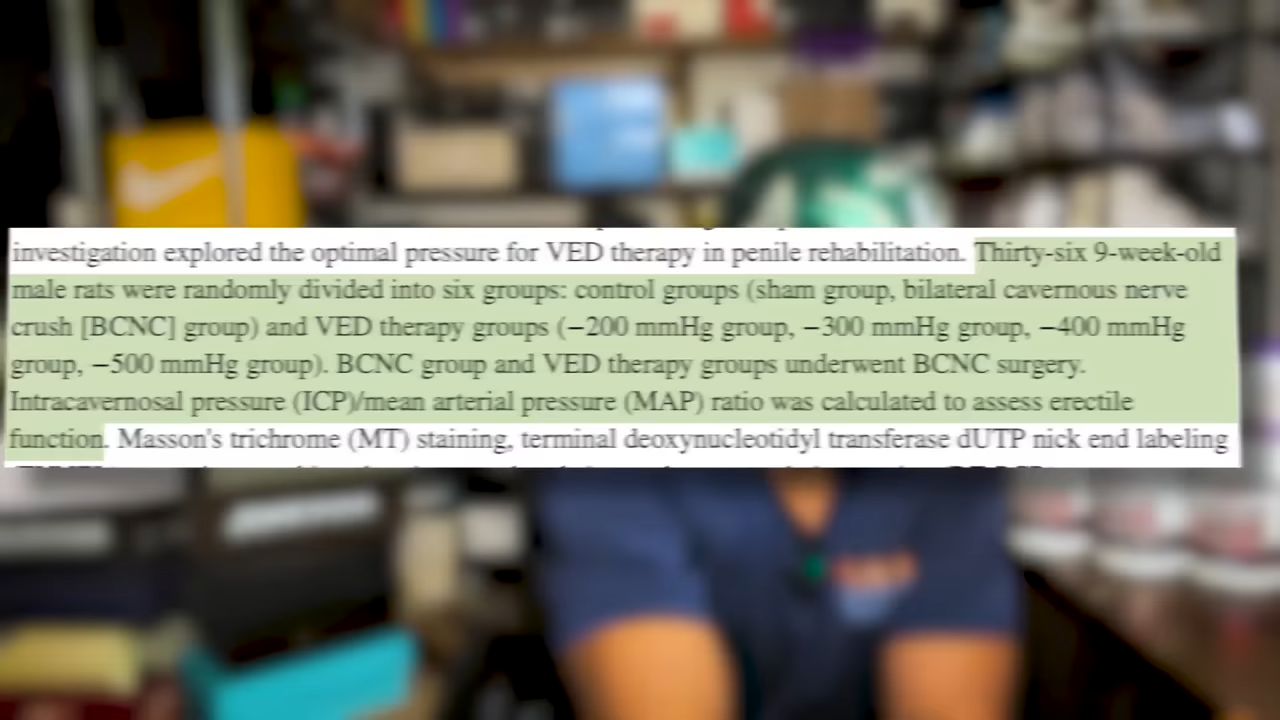 investigation explored the optimal pressure for VED therapy in penile rehabilitation. Thirty-six 9-week-old
male rats were randomly divided into six groups: control groups (sham group, bilateral cavernous nerve
crush [BCNC] group) and VED therapy groups (−200 mmHg group, −300 mmHg group, −400 mmHg
group, −500 mmHg group). BCNC group and VED therapy groups underwent BCNC surgery.
Intracavernosal pressure (ICP)/mean arterial pressure (MAP) ratio was calculated to assess erectile
function. Masson's trichrome (MT) staining, terminal deoxynucleotidyl transferase dUTP nick end labeling